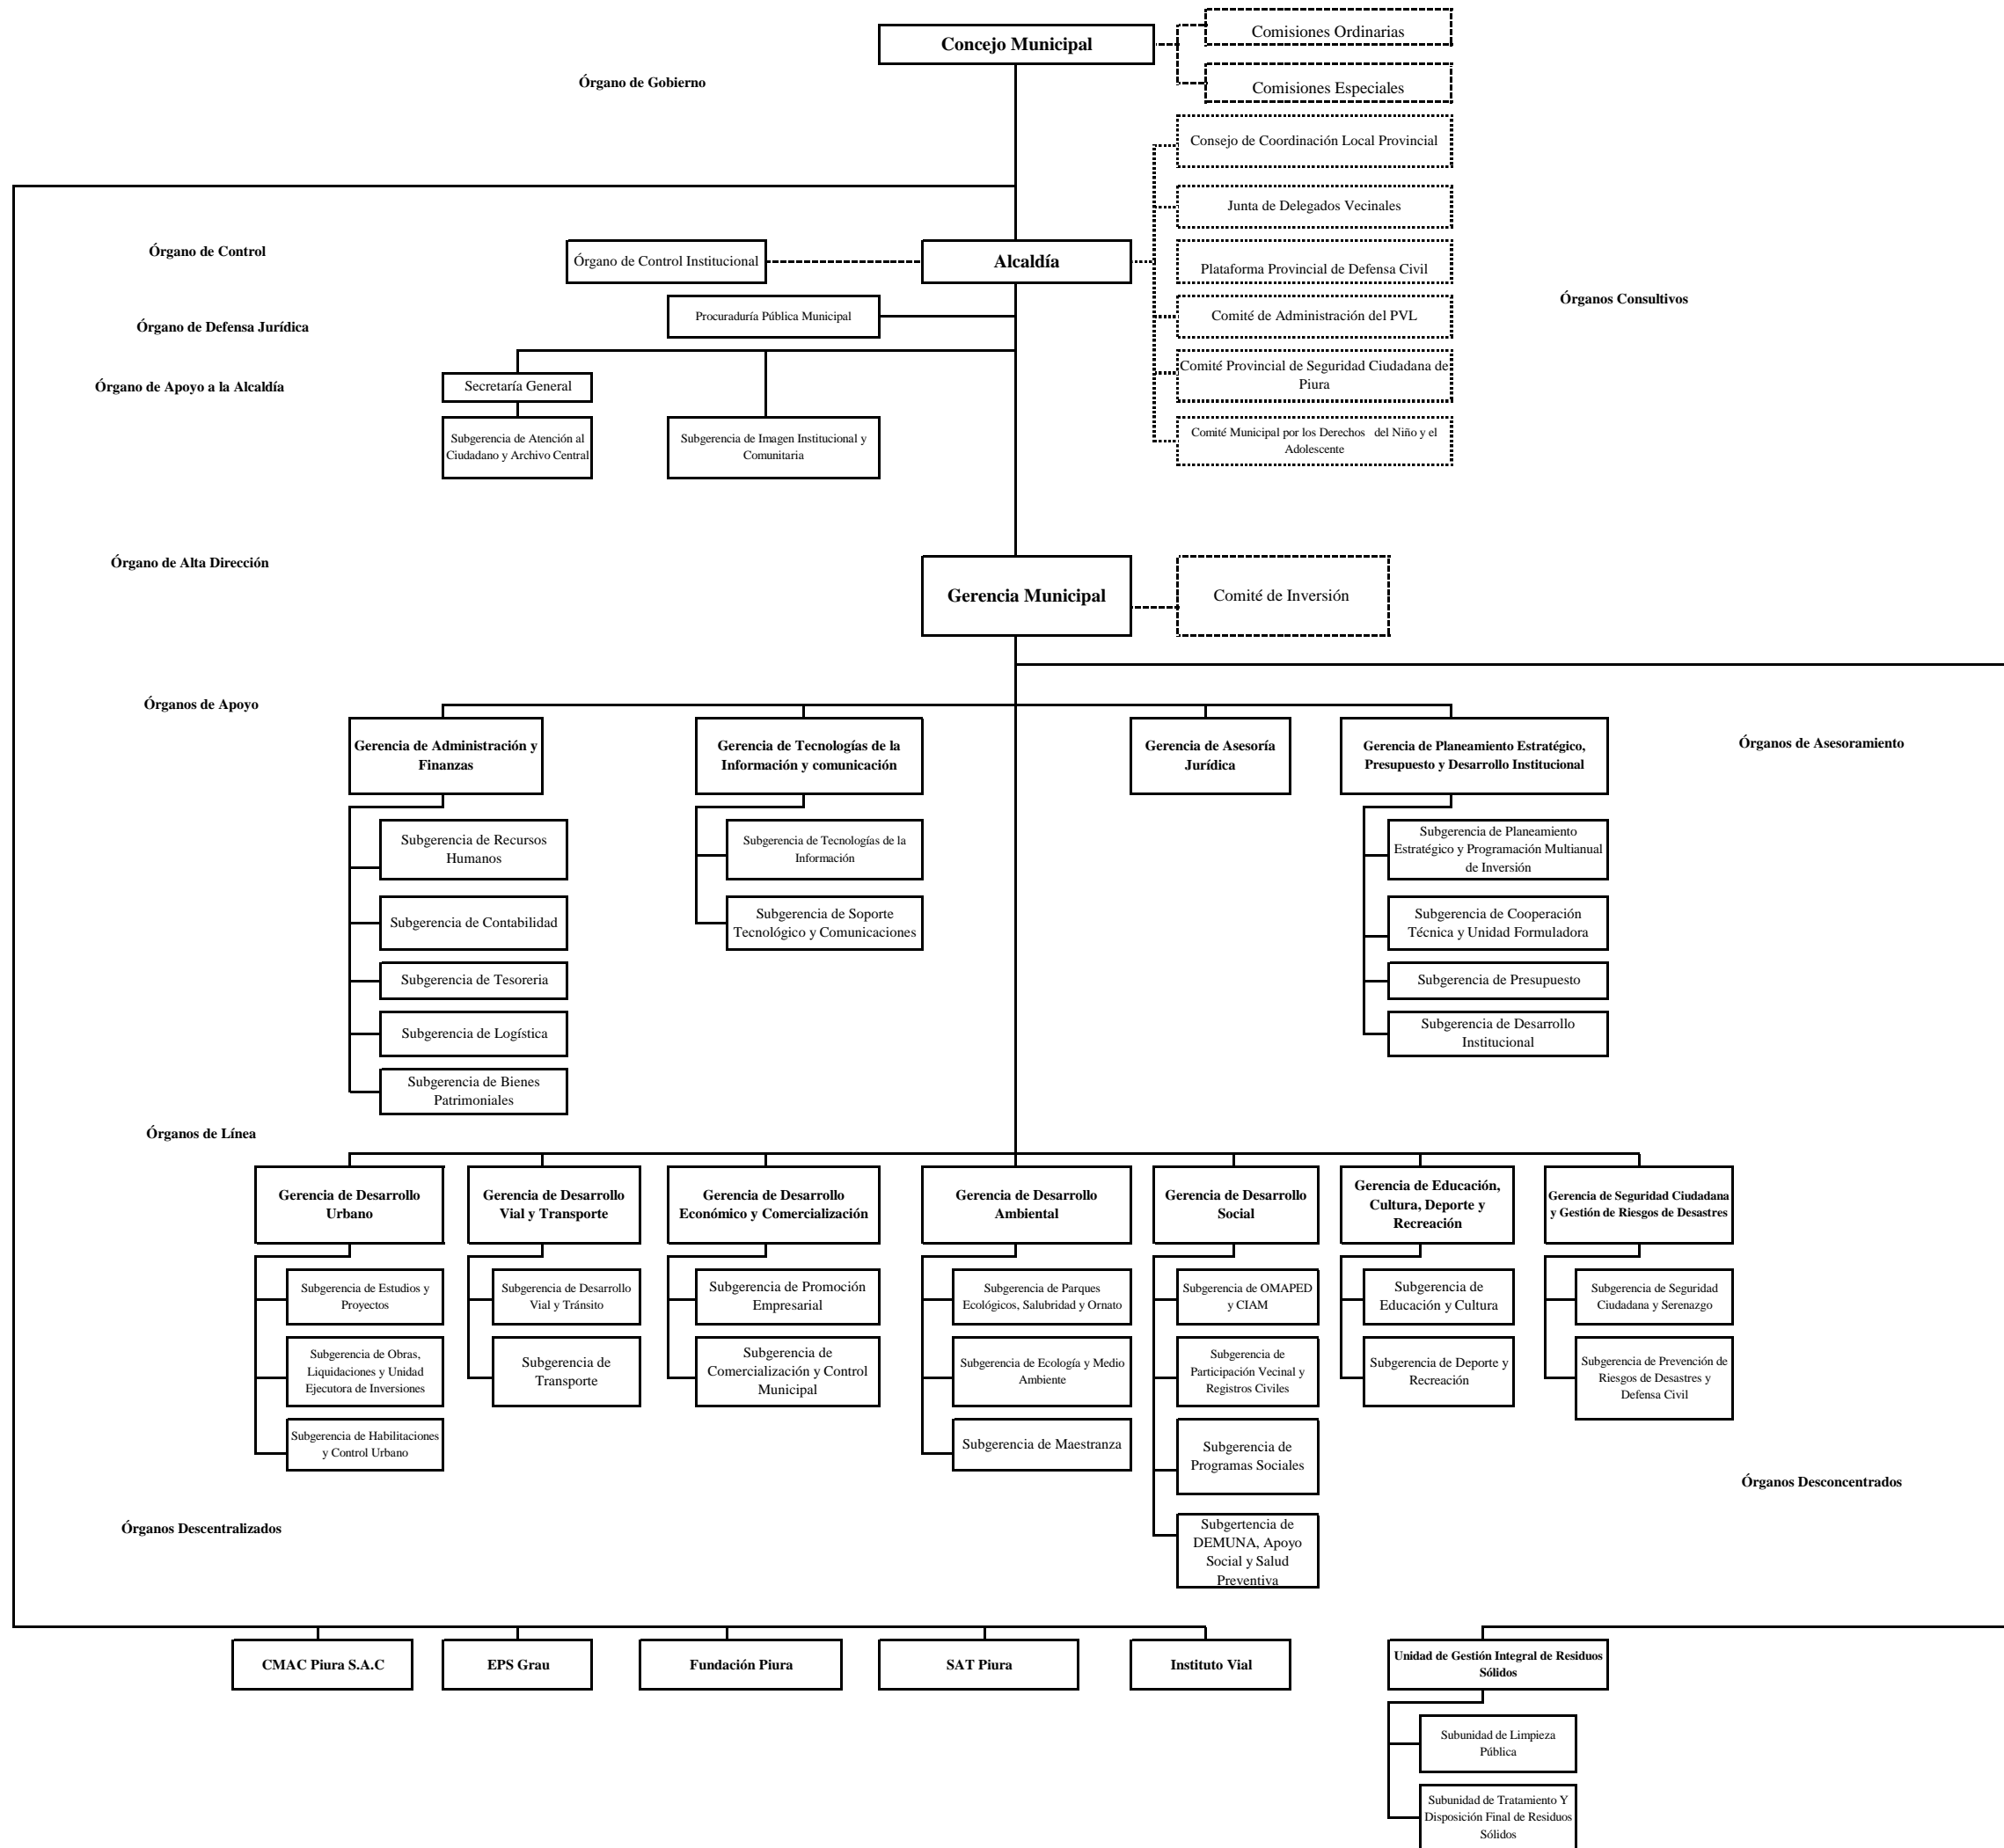 Concejo Municipal
Comisiones Ordinarias
Comisiones Especiales
Órgano de Gobierno
Consejo de Coordinación Local Provincial
Junta de Delegados Vecinales
Órgano de Control
Órgano de Control Institucional
Alcaldía
Plataforma Provincial de Defensa Civil
Órganos Consultivos
Órgano de Defensa Jurídica
Procuraduría Pública Municipal
Comité de Administración del PVL
Órgano de Apoyo a la Alcaldía
Secretaría General
Comité Provincial de Seguridad Ciudadana de
Piura
Subgerencia de Atención al
Ciudadano y Archivo Central
Subgerencia de Imagen Institucional y
Comunitaria
Comité Municipal por los Derechos del Niño y el
Adolescente
Órgano de Alta Dirección
Gerencia Municipal
Comité de Inversión
Órganos de Apoyo
Gerencia de Administración y
Finanzas
Gerencia de Tecnologías de la
Información y comunicación
Gerencia de Asesoría
Jurídica
Gerencia de Planeamiento Estratégico,
Presupuesto y Desarrollo Institucional
Órganos de Asesoramiento
Subgerencia de Recursos
Humanos
Subgerencia de Contabilidad
Subgerencia de Tesoreria
Subgerencia de Logística
Subgerencia de Bienes
Patrimoniales
Subgerencia de Tecnologías de la
Información
Subgerencia de Soporte
Tecnológico y Comunicaciones
Subgerencia de Planeamiento
Estratégico y Programación Multianual
de Inversión
Subgerencia de Cooperación
Técnica y Unidad Formuladora
Subgerencia de Presupuesto
Subgerencia de Desarrollo
Institucional
Órganos de Línea
Gerencia de Desarrollo
Urbano
Gerencia de Desarrollo
Vial y Transporte
Gerencia de Desarrollo
Económico y Comercialización
Gerencia de Desarrollo
Ambiental
Gerencia de Desarrollo
Social
Gerencia de Educación,
Cultura, Deporte y
Recreación
Gerencia de Seguridad Ciudadana
y Gestión de Riesgos de Desastres
Subgerencia de Estudios y
Proyectos
Subgerencia de Obras,
Liquidaciones y Unidad
Ejecutora de Inversiones
Subgerencia de Habilitaciones
y Control Urbano
Subgerencia de Desarrollo
Vial y Tránsito
Subgerencia de
Transporte
Subgerencia de Promoción
Empresarial
Subgerencia de
Comercialización y Control
Municipal
Subgerencia de Parques
Ecológicos, Salubridad y Ornato
Subgerencia de Ecología y Medio
Ambiente
Subgerencia de Maestranza
Subgerencia de OMAPED
y CIAM
Subgerencia de
Participación Vecinal y
Registros Civiles
Subgerencia de
Programas Sociales
Subgertencia de
DEMUNA, Apoyo
Social y Salud
Preventiva
Subgerencia de
Educación y Cultura
Subgerencia de Deporte y
Recreación
Subgerencia de Seguridad
Ciudadana y Serenazgo
Subgerencia de Prevención de
Riesgos de Desastres y
Defensa Civil
Órganos Desconcentrados
Órganos Descentralizados
CMAC Piura S.A.C
EPS Grau
Fundación Piura
SAT Piura
Instituto Vial
Unidad de Gestión Integral de Residuos
Sólidos
Subunidad de Limpieza
Pública
Subunidad de Tratamiento Y
Disposición Final de Residuos
Sólidos